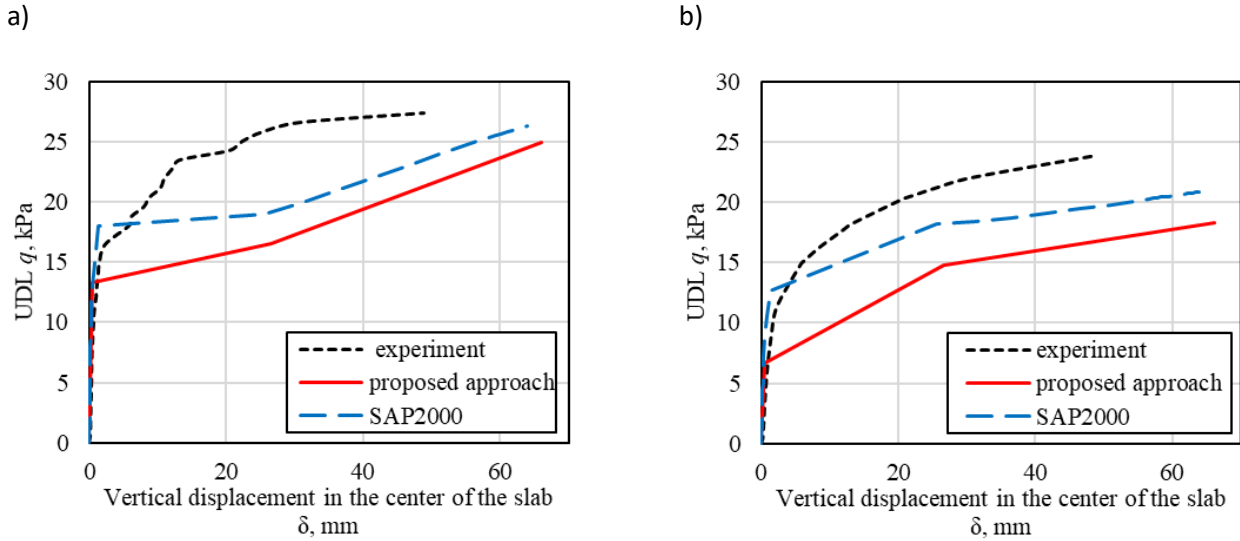 a)
30
25
20
15
10
5
0
UDL q, kPa
experiment
proposed approach
SAP2000
0 20 40 60
Vertical displacement in the center of the slab
δ, mm
b)
30
25
20
15
10
5
0
UDL q, kPa
experiment
proposed approach
SAP2000
0 20 40 60
Vertical displacement in the center of the slab
δ, mm